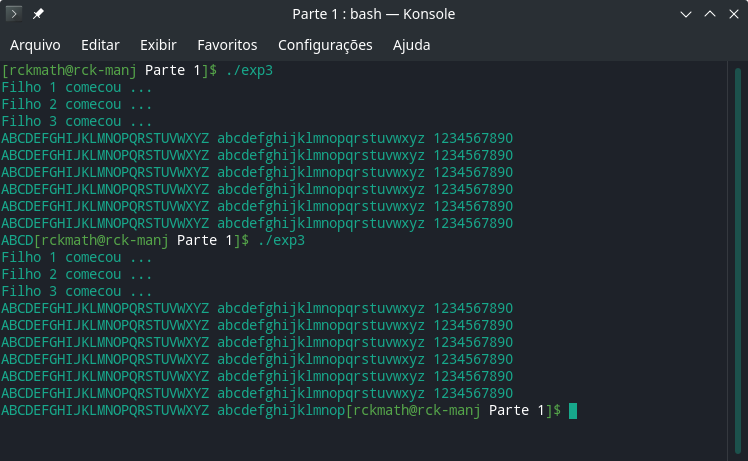 Parte 1 : bash — Konsole
Arquivo Editar Exibir Favoritos Configurações Ajuda
[rckmath@rck-manj Parte 1]$ ./exp3
Filho 1 comecou ...
Filho 2 comecou ...
Filho 3 comecou ...
ABCDEFGHIJKLMNOPQRSTUVWXYZ abcdefghijklmnopqrstuvwxyz 1234567890
ABCDEFGHIJKLMNOPQRSTUVWXYZ abcdefghijklmnopqrstuvwxyz 1234567890
ABCDEFGHIJKLMNOPQRSTUVWXYZ abcdefghijklmnopqrstuvwxyz 1234567890
ABCDEFGHIJKLMNOPQRSTUVWXYZ abcdefghijklmnopqrstuvwxyz 1234567890
ABCDEFGHIJKLMNOPQRSTUVWXYZ abcdefghijklmnopqrstuvwxyz 1234567890
ABCDEFGHIJKLMNOPQRSTUVWXYZ abcdefghijklmnopqrstuvwxyz 1234567890
ABCD[rckmath@rck-manj Parte 1]$ ./exp3
Filho 1 comecou ...
Filho 2 comecou ...
Filho 3 comecou ...
ABCDEFGHIJKLMNOPQRSTUVWXYZ abcdefghijklmnopqrstuvwxyz 1234567890
ABCDEFGHIJKLMNOPQRSTUVWXYZ abcdefghijklmnopqrstuvwxyz 1234567890
ABCDEFGHIJKLMNOPQRSTUVWXYZ abcdefghijklmnopqrstuvwxyz 1234567890
ABCDEFGHIJKLMNOPQRSTUVWXYZ abcdefghijklmnopqrstuvwxyz 1234567890
ABCDEFGHIJKLMNOPQRSTUVWXYZ abcdefghijklmnopqrstuvwxyz 1234567890
ABCDEFGHIJKLMNOPQRSTUVWXYZ abcdefghijklmnopqrstuvwxyz 1234567890
ABCDEFGHIJKLMNOPQRSTUVWXYZ abcdefghijklmnop[rckmath@rck-manj Parte 1]$